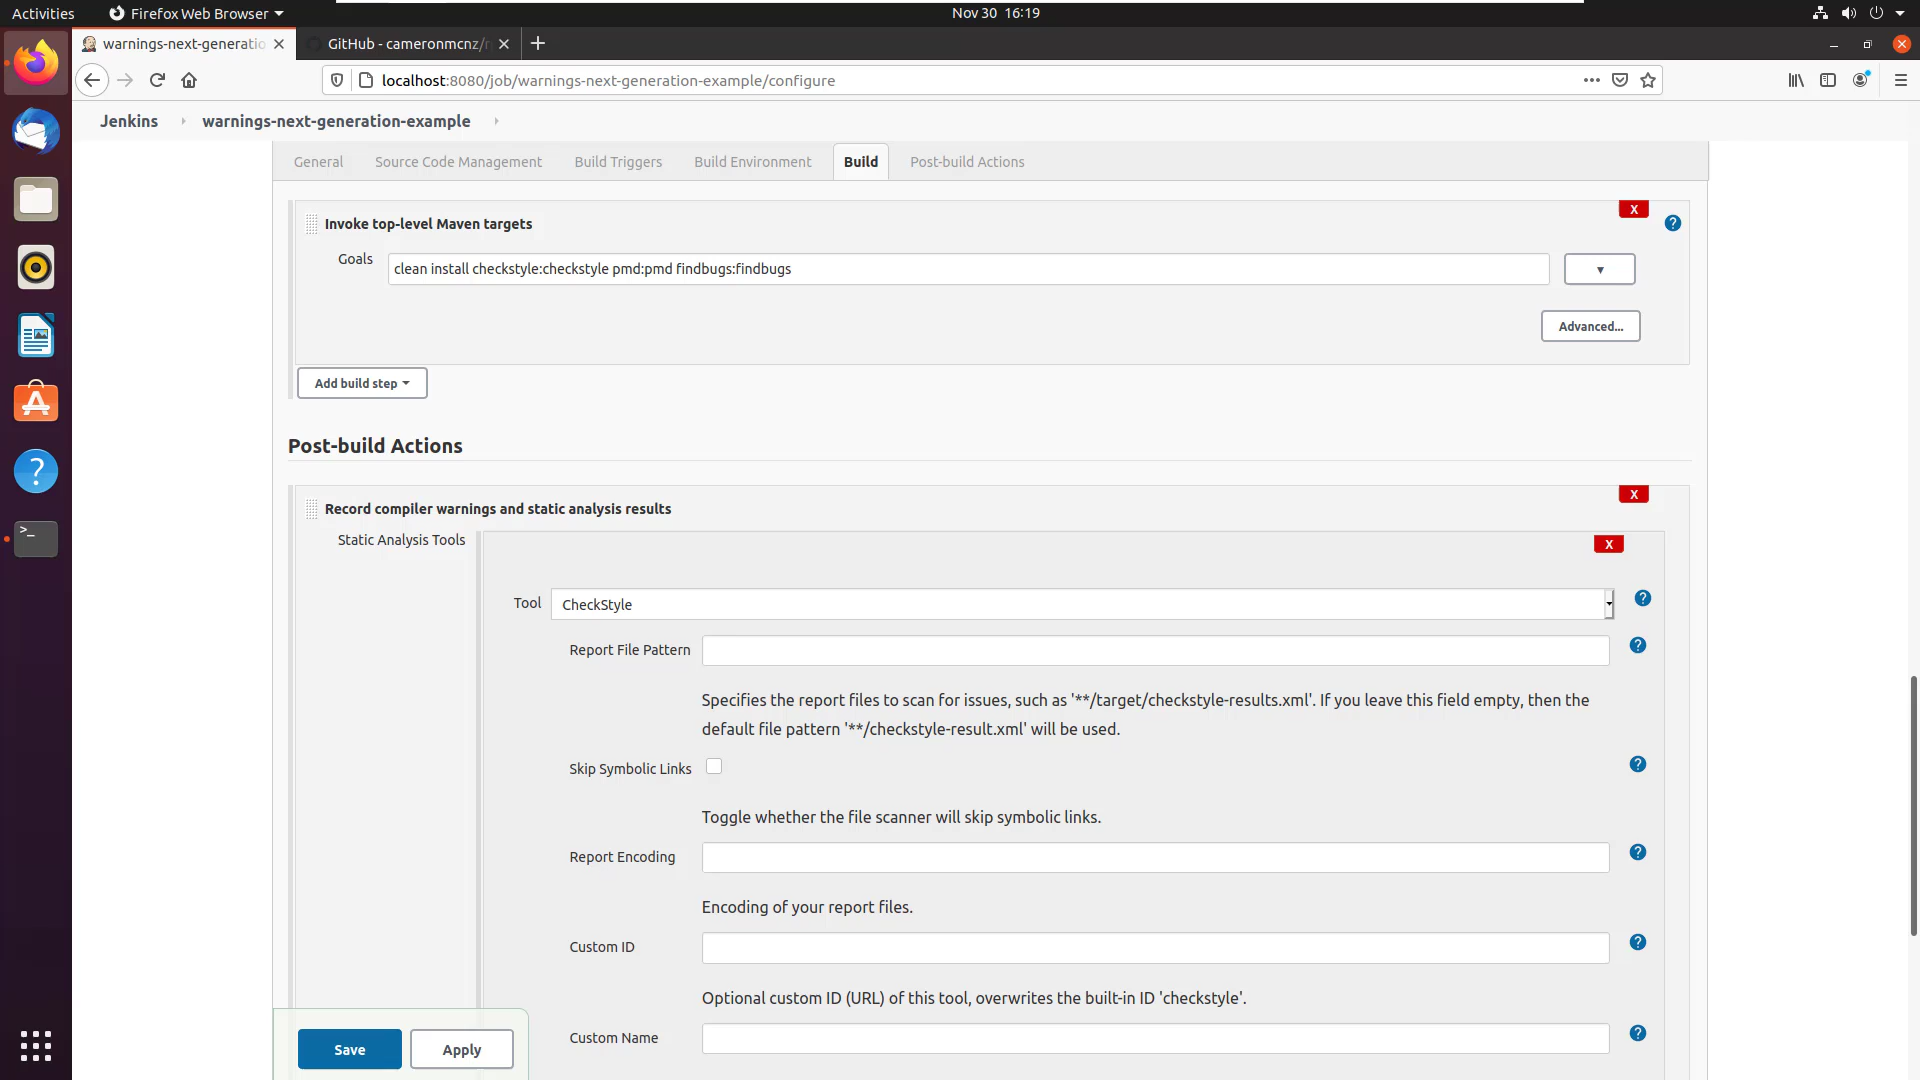 Activities
Firefox Web Browser
Nov 30 16:19
warnings-next-generatio
GitHub - cameronmcnz/r
localhost:8080/job/warnings-next-generation-example/configure
Jenkins
warnings-next-generation-example
General
Source Code Management
Build Triggers
Build Environment
Build
Post-build Actions
Invoke top-level Maven targets
X
?
Goals
clean install checkstyle:checkstyle pmd:pmd findbugs:findbugs
Advanced...
Add build step
Post-build Actions
Record compiler warnings and static analysis results
X
Static Analysis Tools
X
Tool
CheckStyle
?
Report File Pattern
?
Specifies the report files to scan for issues, such as '**/target/checkstyle-results.xml'. If you leave this field empty, then the
default file pattern '**/checkstyle-result.xml' will be used.
Skip Symbolic Links
?
Toggle whether the file scanner will skip symbolic links.
Report Encoding
?
Encoding of your report files.
Custom ID
?
Optional custom ID (URL) of this tool, overwrites the built-in ID 'checkstyle'.
Custom Name
?
Save
Apply